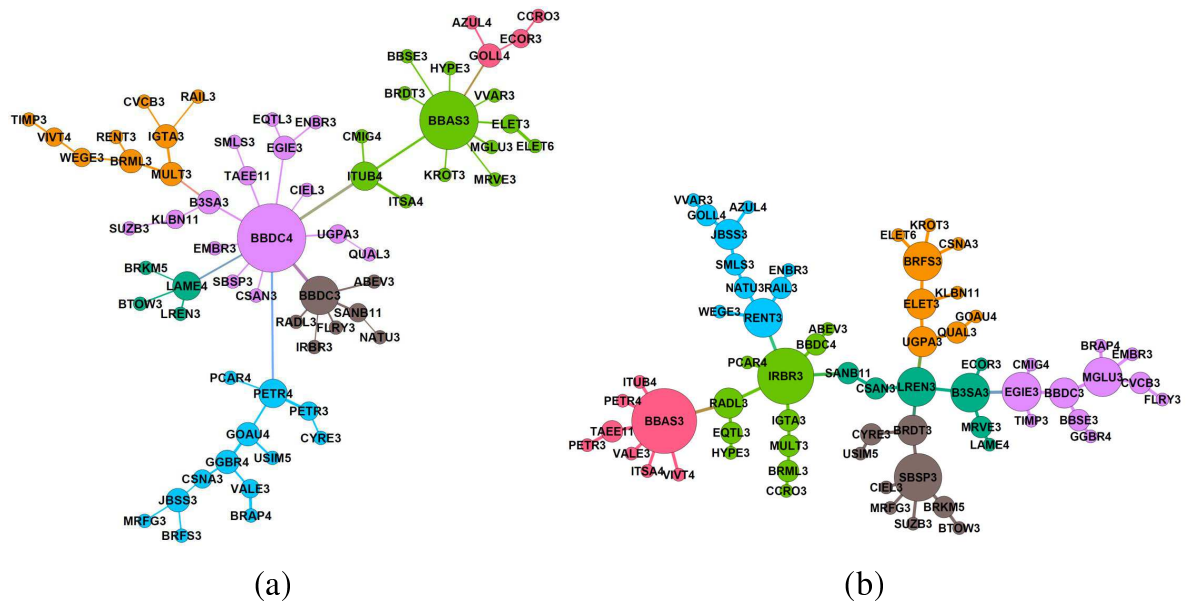 CCRO3
AZUL4
ECOR3
GOLL4
BBSE3
HYPE3
BRDT3
VVAR3
BBAS3
ELET3
ELET6
MGLU3
KROT3
MRVE3
CMIG4
ITUB4
ITSA4
CVCB3
RAIL3
TIMP3
VIVT4
RENT3
IGTA3
WEGE3
BRML3
MULT3
EQTL3
ENBR3
SMLS3
EGIE3
TAEE11
CIEL3
B3SA3
KLBN11
SUZB3
BBDC4
UGPA3
QUAL3
EMBR3
SBSP3
CSAN3
BRKM5
LAME4
BTOW3
LREN3
BBDC3
ABEV3
RADL3
SANB11
FLRY3
NATU3
IRBR3
PCAR4
PETR4
PETR3
CYRE3
GOAU4
USIM5
GGBR4
CSNA3
VALE3
BRAP4
JBSS3
MRFG3
BRFS3
(a)
VVAR3
GOLL4
AZUL4
JBSS3
SMLS3
ENBR3
NATU3
RAIL3
WEGE3
RENT3
ABEV3
BBDC4
PCAR4
IRBR3
SANB11
CSAN3
ITUB4
PETR4
RADL3
BBAS3
TAEE11
PETR3
VALE3
ITSA4
VIVT4
EQTL3
HYPE3
IGTA3
MULT3
BRML3
CCRO3
KROT3
ELET6
CSNA3
BRFS3
KLBN11
ELET3
GOAU4
QUAL3
UGPA3
LREN3
ECOR3
B3SA3
MRVE3
LAME4
CMIG4
EGIE3
TIMP3
BBDC3
BBSE3
GGBR4
BRAP4
EMBR3
MGLU3
CVCB3
FLRY3
BRDT3
CYRE3
USIM5
SBSP3
CIEL3
MRFG3
SUZB3
BRKM5
BTOW3
(b)